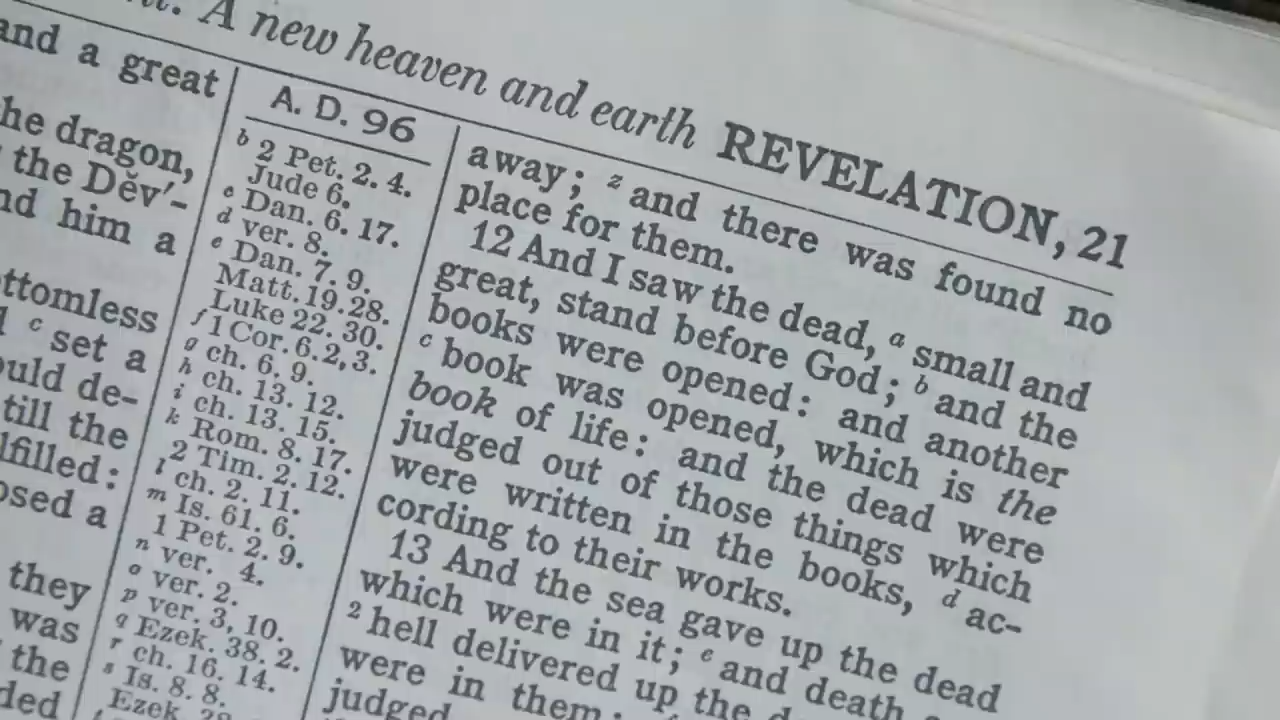 A new heaven and earth REVELATION, 21
and a great
he dragon,
the Dĕv′-
nd him a
ttomless
c set a
uld de-
till the
lfilled:
osed a
they
was
the
ded
A. D. 96
b 2 Pet. 2. 4.
Jude 6.
c Dan. 6. 17.
d ver. 8.
e Dan. 7. 9.
Matt. 19. 28.
Luke 22. 30.
f 1 Cor. 6. 2, 3.
g ch. 6. 9.
h ch. 13. 12.
i ch. 13. 15.
k Rom. 8. 17.
2 Tim. 2. 12.
l ch. 2. 11.
m Is. 61. 6.
1 Pet. 2. 9.
n ver. 4.
o ver. 2.
p ver. 3, 10.
q Ezek. 38. 2.
r ch. 16. 14.
s Is. 8. 8.
Ezek.
away; z and there was found no
place for them.
12 And I saw the dead, a small and
great, stand before God; b and the
books were opened: and another
c book was opened, which is the
book of life: and the dead were
judged out of those things which
were written in the books, d ac-
cording to their works.
13 And the sea gave up the dead
which were in it; e and death
2 hell delivered up the
were in them:
judged